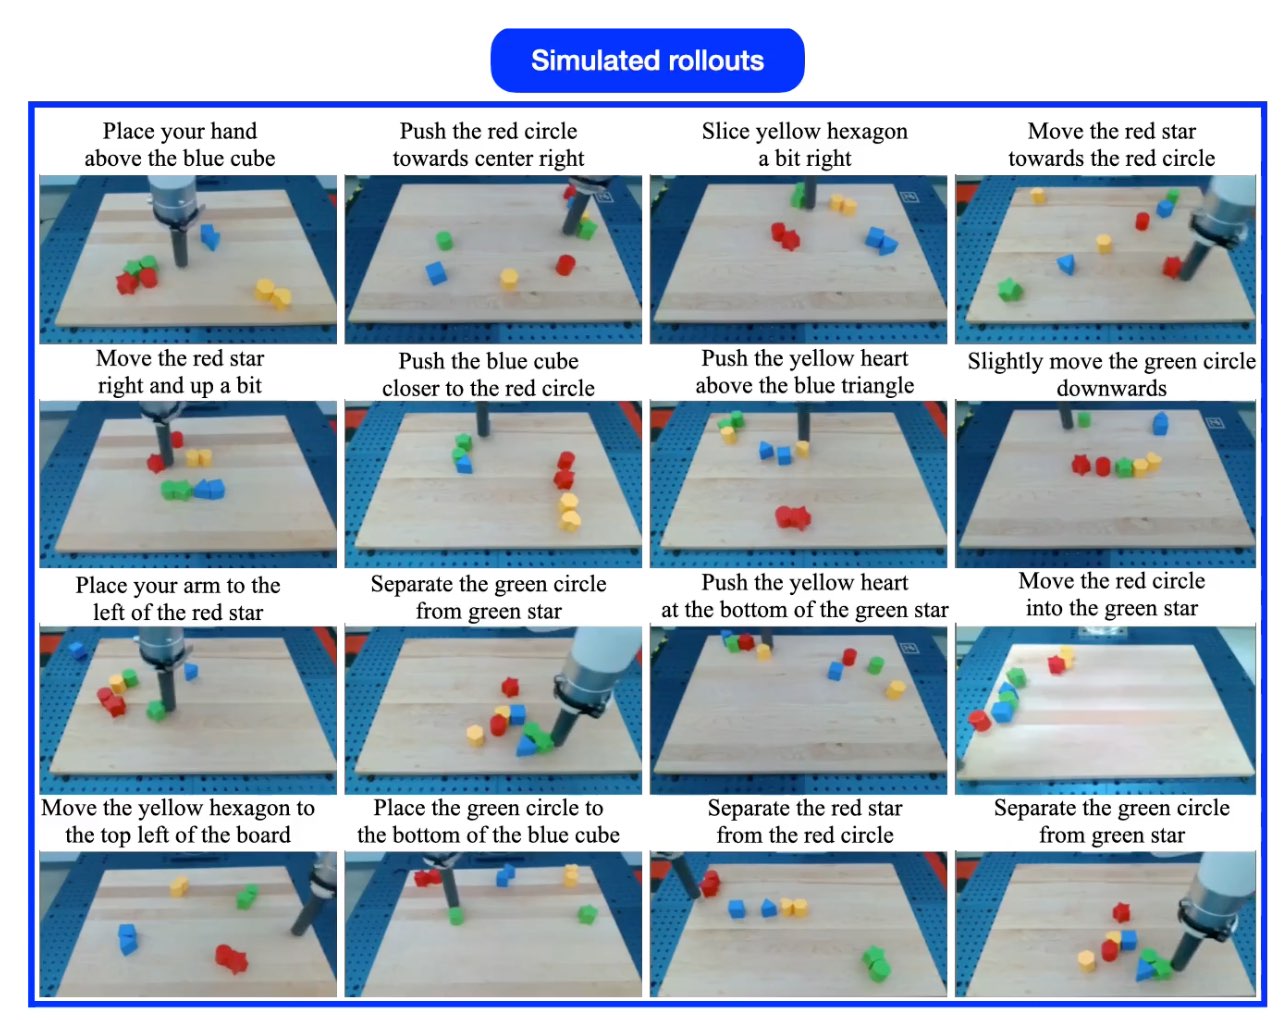 Simulated rollouts
Place your hand
above the blue cube
Push the red circle
towards center right
Slice yellow hexagon
a bit right
Move the red star
towards the red circle
Move the red star
right and up a bit
Push the blue cube
closer to the red circle
Push the yellow heart
above the blue triangle
Slightly move the green circle
downwards
Place your arm to the
left of the red star
Separate the green circle
from green star
Push the yellow heart
at the bottom of the green star
Move the red circle
into the green star
Move the yellow hexagon to
the top left of the board
Place the green circle to
the bottom of the blue cube
Separate the red star
from the red circle
Separate the green circle
from green star